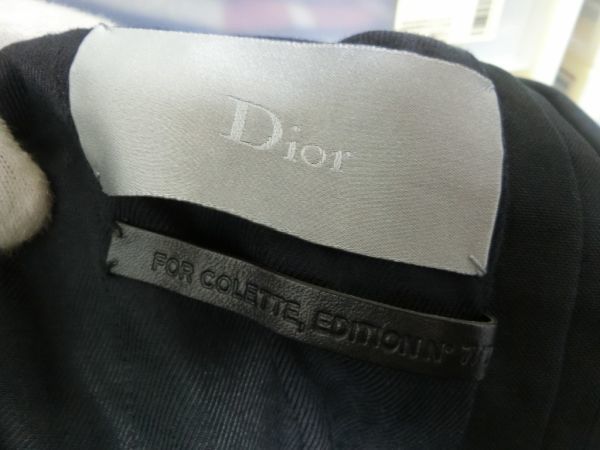 Dior
FOR COLETTE, EDITION N°